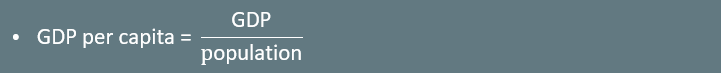 • GDP per capita = GDP
population